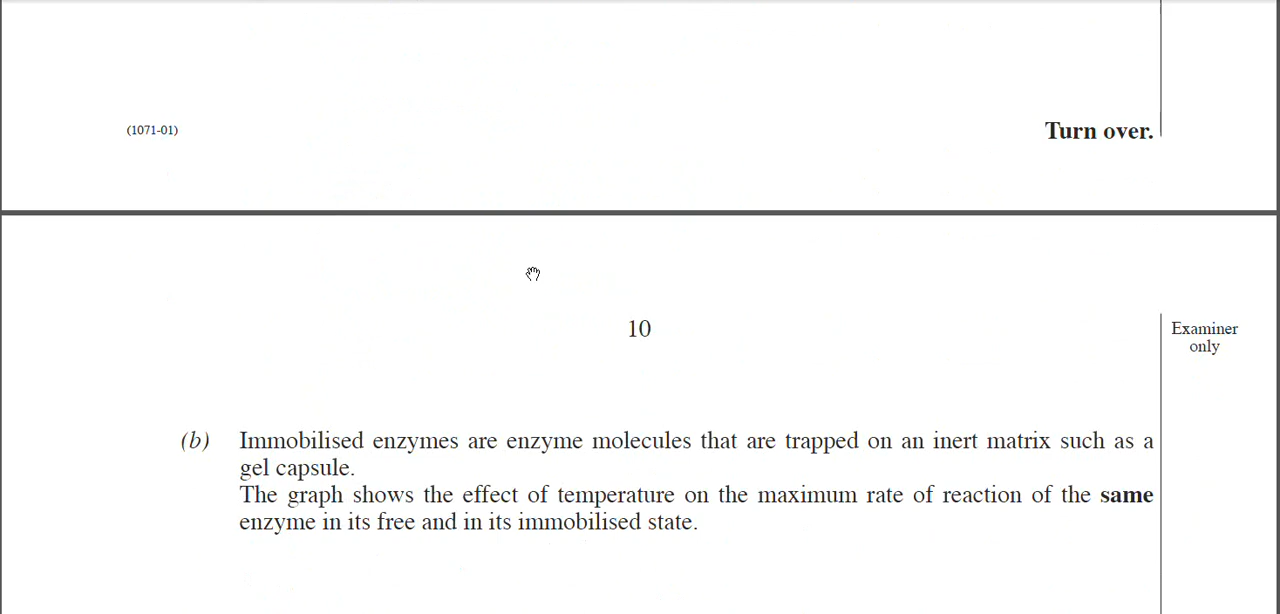 (1071-01)
Turn over.
10
Examiner
only
(b) Immobilised enzymes are enzyme molecules that are trapped on an inert matrix such as a
gel capsule.
The graph shows the effect of temperature on the maximum rate of reaction of the same
enzyme in its free and in its immobilised state.